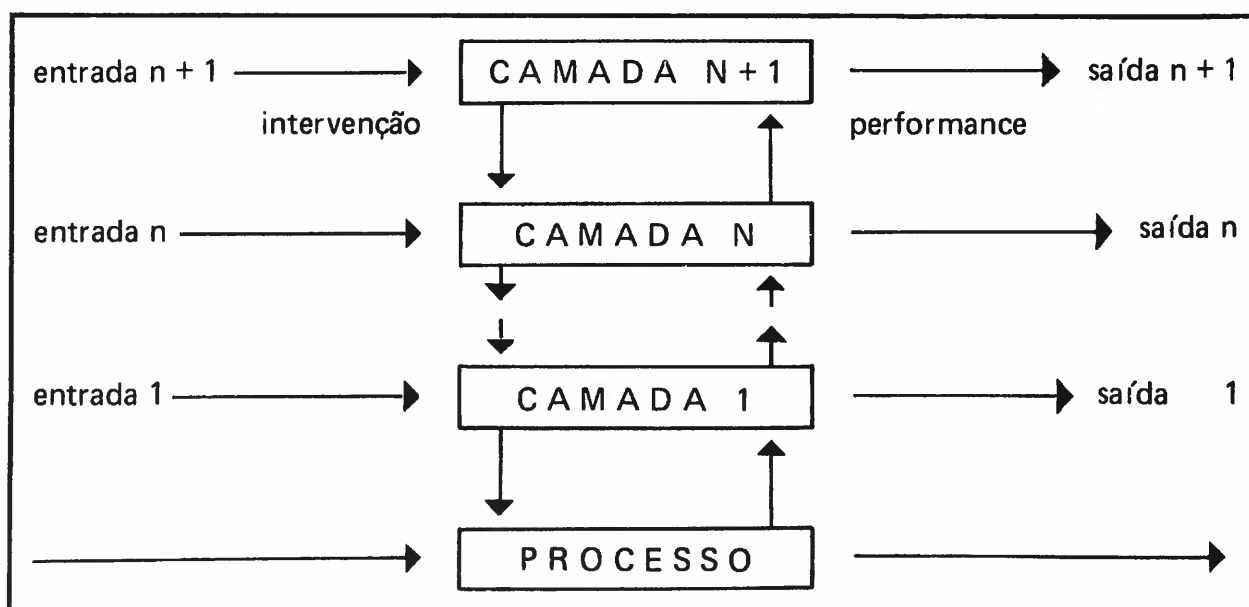 entrada n + 1 CAMADA N+1 saída n + 1
intervenção performance
entrada n CAMADA N saída n
entrada 1 CAMADA 1 saída 1
PROCESSO